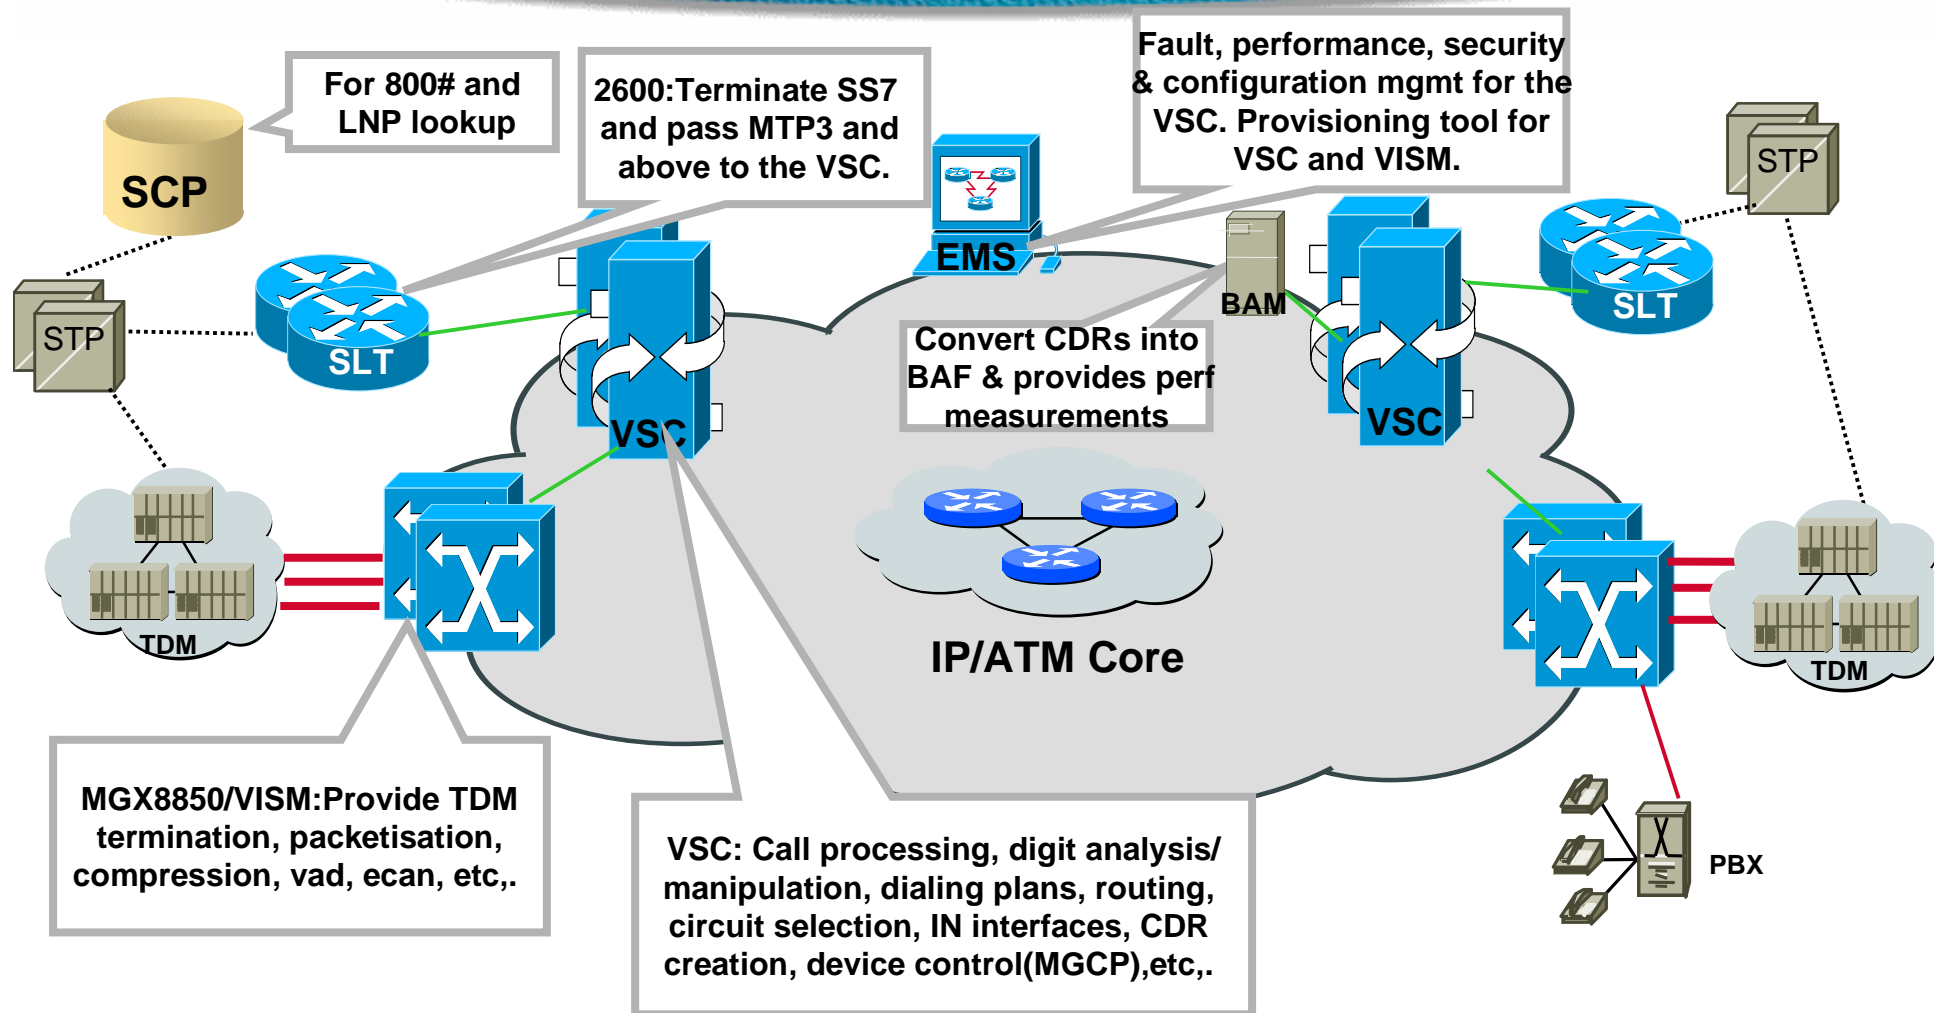 For 800# and
LNP lookup
2600:Terminate SS7
and pass MTP3 and
above to the VSC.
Fault, performance, security
& configuration mgmt for the
VSC. Provisioning tool for
VSC and VISM.
SCP
STP
SLT
EMS
BAM
STP
SLT
STP
SLT
VSC
Convert CDRs into
BAF & provides perf
measurements
VSC
TDM
IP/ATM Core
TDM
MGX8850/VISM:Provide TDM
termination, packetisation,
compression, vad, ecan, etc,.
VSC: Call processing, digit analysis/
manipulation, dialing plans, routing,
circuit selection, IN interfaces, CDR
creation, device control(MGCP),etc,.
PBX